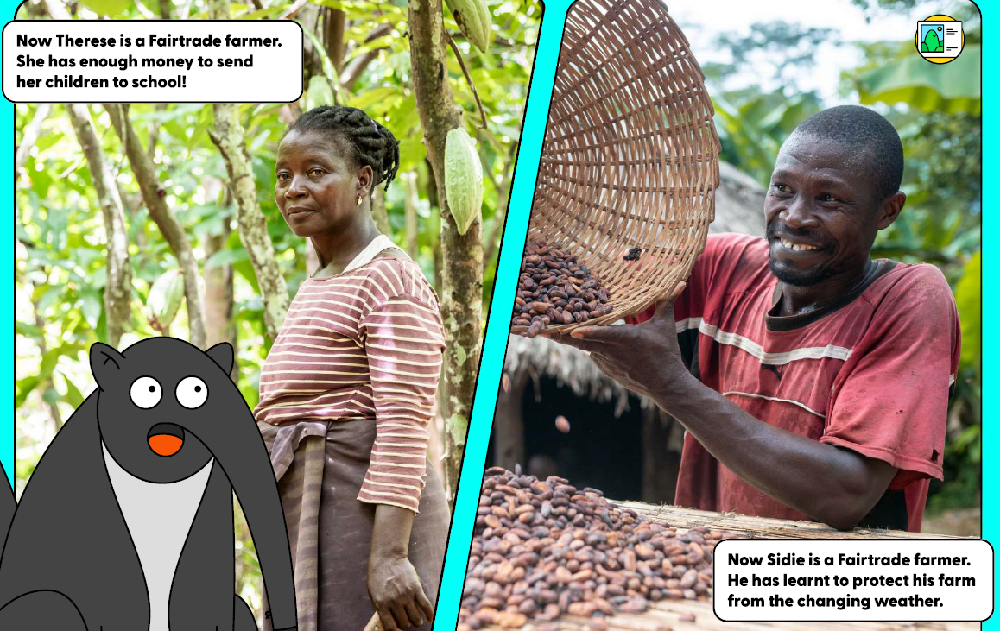 Now Therese is a Fairtrade farmer.
She has enough money to send
her children to school!
Now Sidie is a Fairtrade farmer.
He has learnt to protect his farm
from the changing weather.